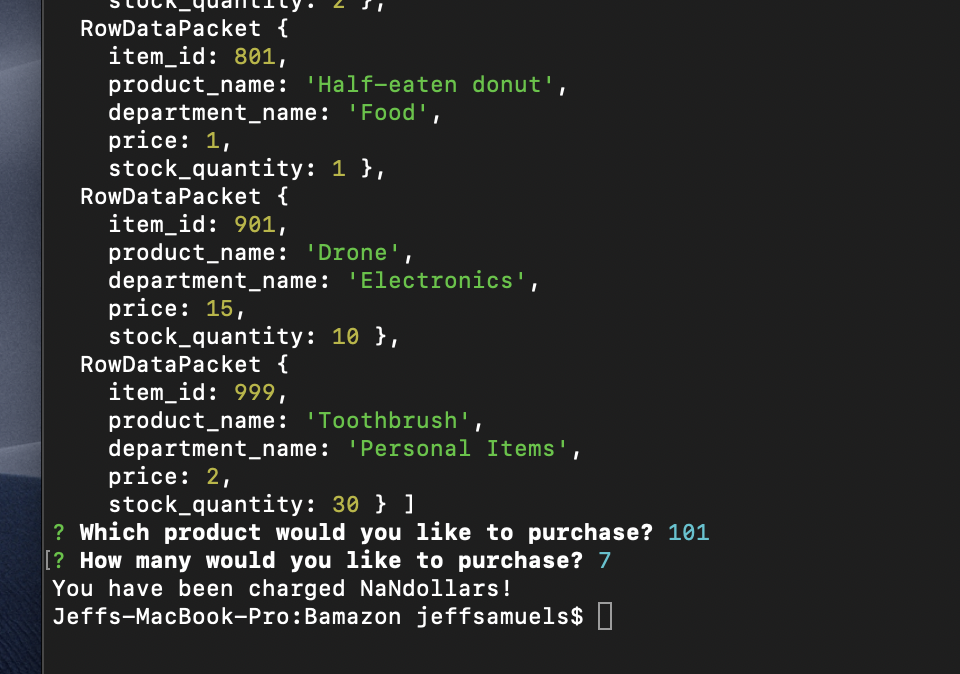 stock_quantity: 2 },
RowDataPacket {
item_id: 801,
product_name: 'Half-eaten donut',
department_name: 'Food',
price: 1,
stock_quantity: 1 },
RowDataPacket {
item_id: 901,
product_name: 'Drone',
department_name: 'Electronics',
price: 15,
stock_quantity: 10 },
RowDataPacket {
item_id: 999,
product_name: 'Toothbrush',
department_name: 'Personal Items',
price: 2,
stock_quantity: 30 } ]
? Which product would you like to purchase? 101
[? How many would you like to purchase? 7
You have been charged NaNdollars!
Jeffs-MacBook-Pro:Bamazon jeffsamuels$